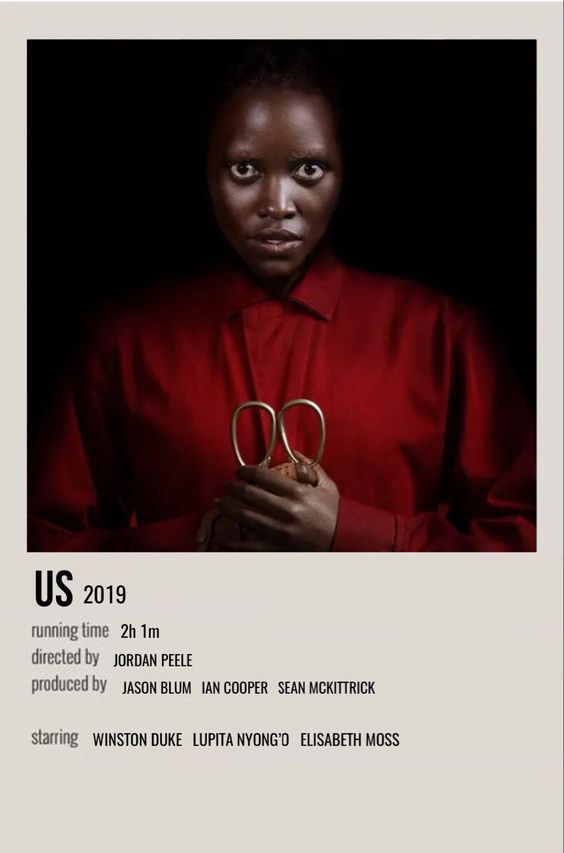 US 2019
running time 2h 1m
directed by JORDAN PEELE
produced by JASON BLUM IAN COOPER SEAN MCKITTRICK
starring WINSTON DUKE LUPITA NYONG'O ELISABETH MOSS